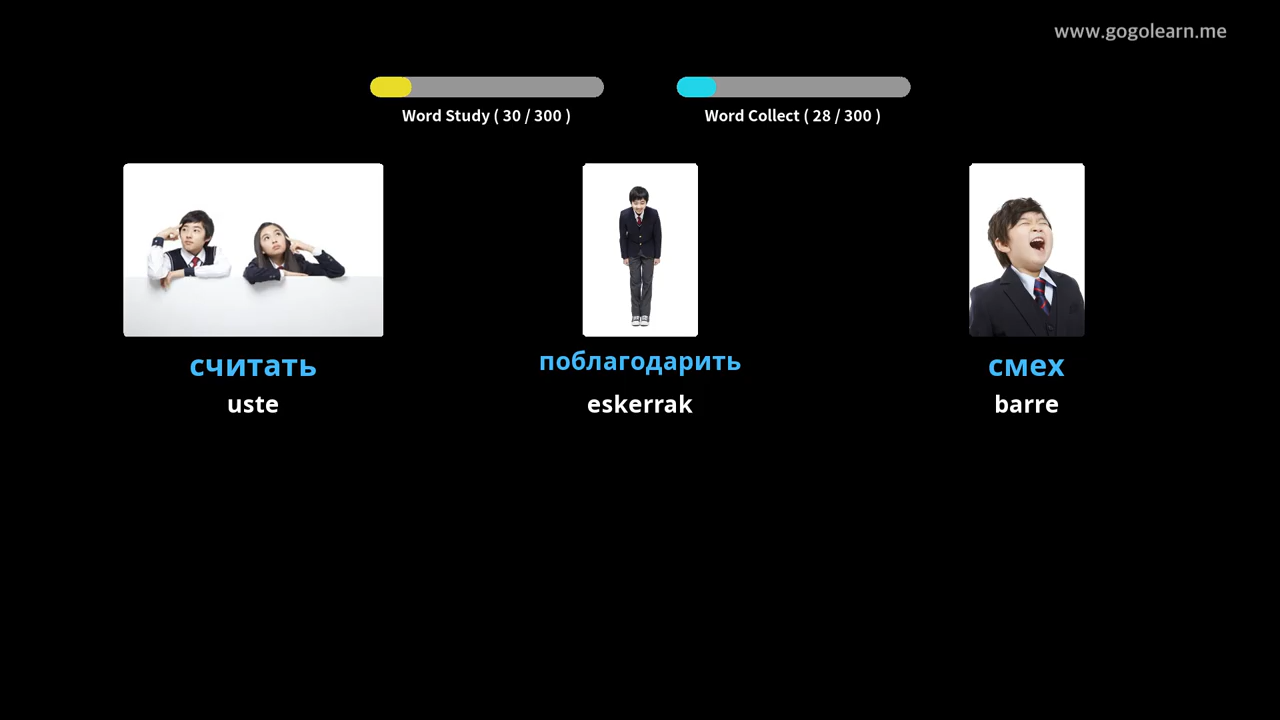 www.gogolearn.me
Word Study ( 30 / 300 )
Word Collect ( 28 / 300 )
считать
поблагодарить
смех
uste
eskerrak
barre